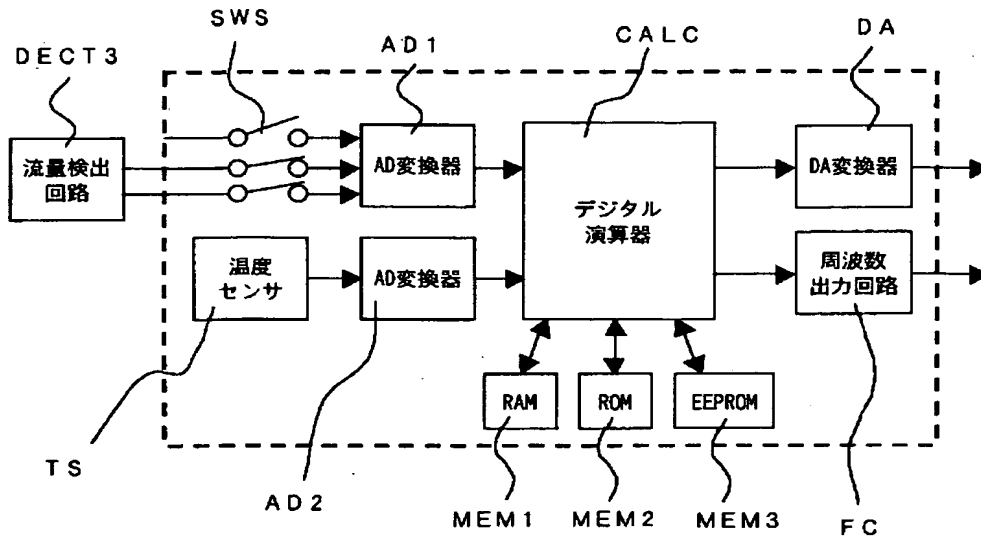 SWS
AD1
CALC
DA
DECT3
流量検出
回路
AD変換器
デジタル
演算器
DA変換器
温度
センサ
AD変換器
周波数
出力回路
RAM
ROM
EEPROM
TS
AD2
MEM1
MEM2
MEM3
FC